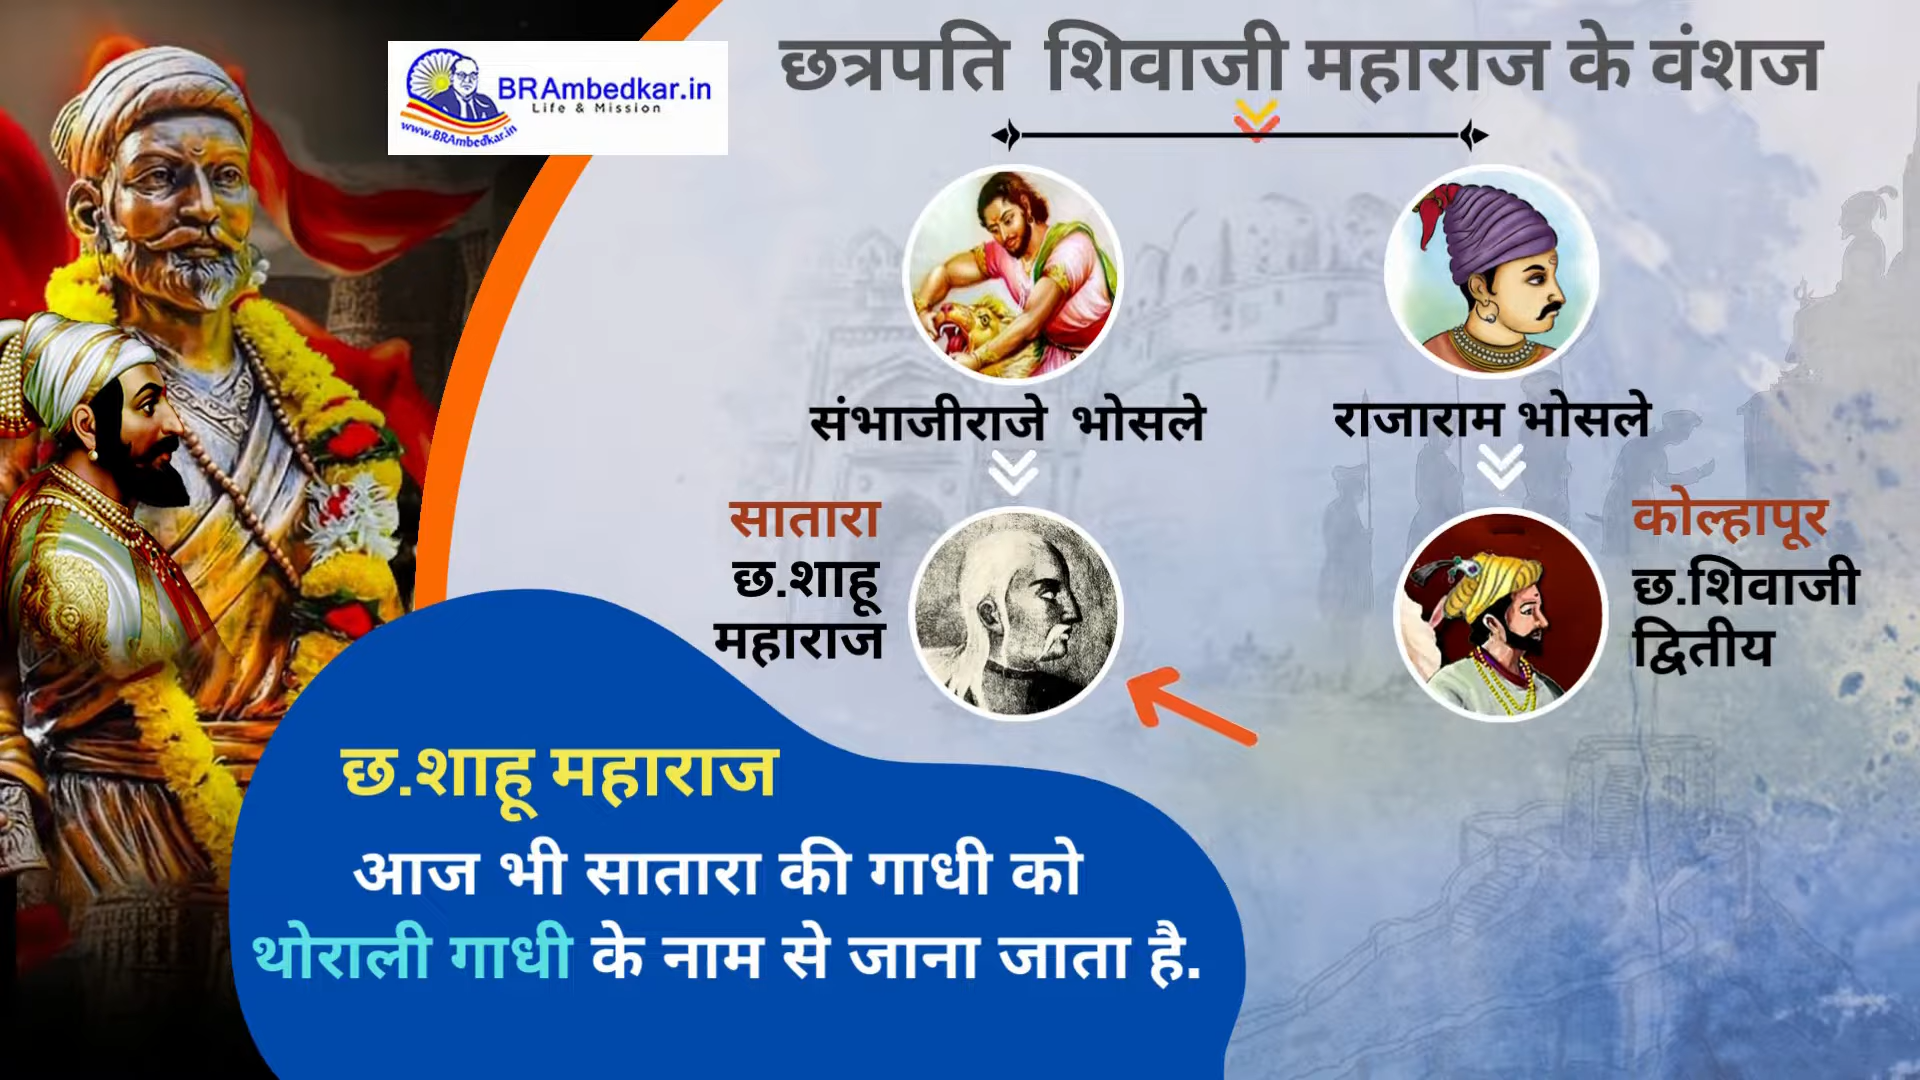 BRAmbedkar.in
Life & Mission
www.BRAmbedkar.in
छत्रपति शिवाजी महाराज के वंशज
संभाजीराजे भोसले
राजाराम भोसले
सातारा
छ.शाहू
महाराज
कोल्हापूर
छ.शिवाजी
द्वितीय
छ.शाहू महाराज
आज भी सातारा की गाधी को
थोराली गाधी के नाम से जाना जाता है.